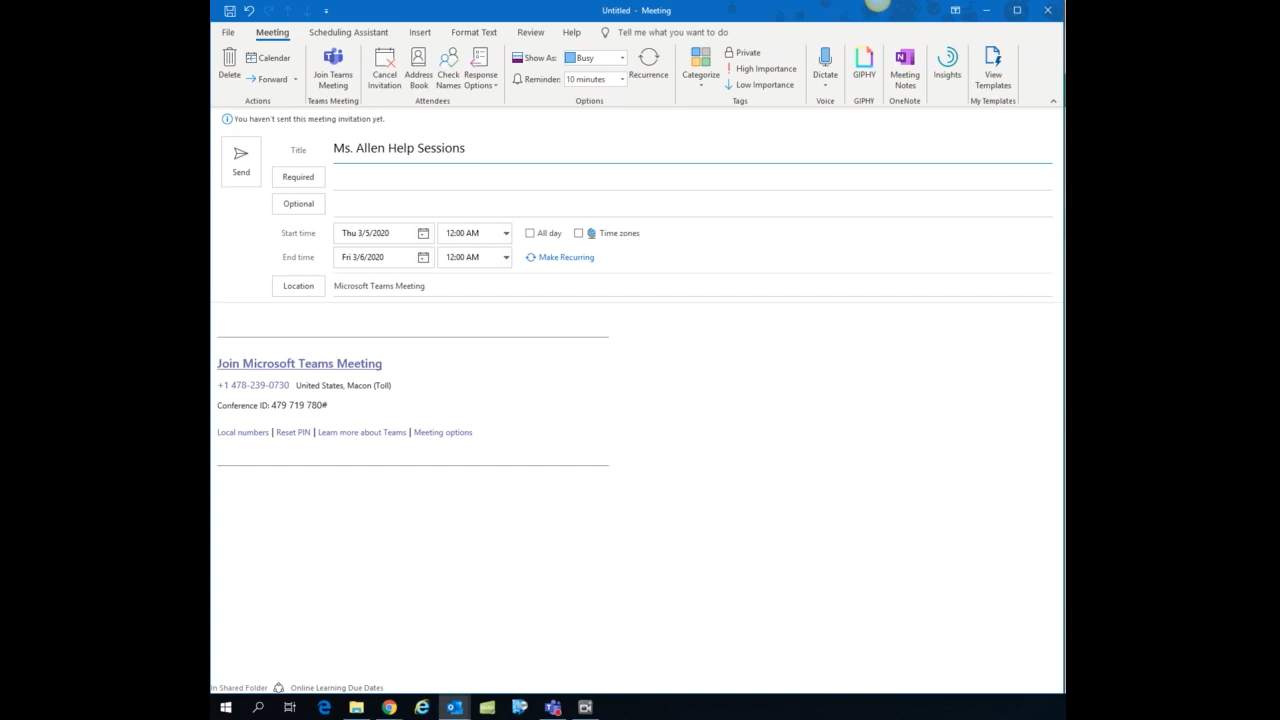 Untitled - Meeting
File Meeting Scheduling Assistant Insert Format Text Review Help Tell me what you want to do
Delete Calendar Forward Actions
Join Teams Meeting Teams Meeting
Cancel Invitation Address Book Check Names Response Options Attendees
Show As: Busy Reminder: 10 minutes Recurrence Options
Categorize Private High Importance Low Importance Tags
Dictate Voice
GIPHY GIPHY
Meeting Notes OneNote
Insights
View Templates My Templates
You haven't sent this meeting invitation yet.
Send
Title Ms. Allen Help Sessions
Required
Optional
Start time Thu 3/5/2020 12:00 AM All day Time zones
End time Fri 3/6/2020 12:00 AM Make Recurring
Location Microsoft Teams Meeting
Join Microsoft Teams Meeting
+1 478-239-0730 United States, Macon (Toll)
Conference ID: 479 719 780#
Local numbers | Reset PIN | Learn more about Teams | Meeting options
In Shared Folder Online Learning Due Dates